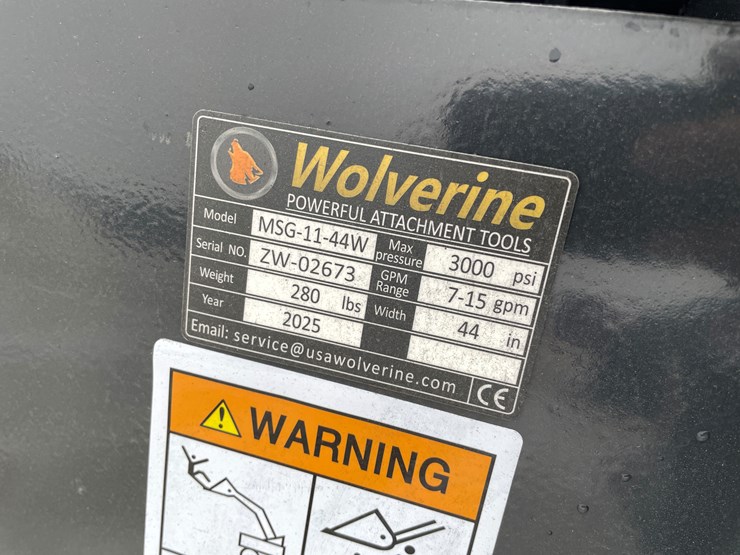 Wolverine
POWERFUL ATTACHMENT TOOLS
Model MSG-11-44W Max pressure 3000 psi
Serial NO. ZW-02673 GPM Range 7-15 gpm
Weight 280 lbs Width 44 in
Year 2025
Email: service@usawolverine.com CE
WARNING